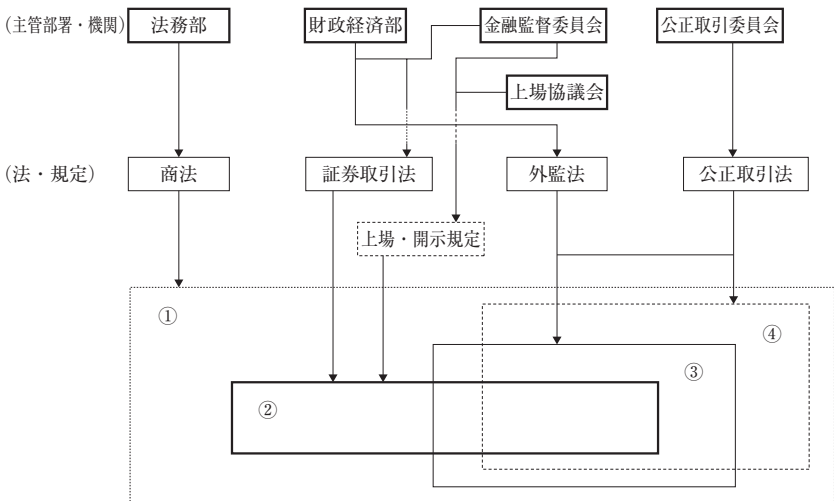 (主管部署・機関) 法務部 財政経済部 金融監督委員会 公正取引委員会
上場協議会
(法・規定) 商法 証券取引法 外監法 公正取引法
上場・開示規定
①
④
③
②